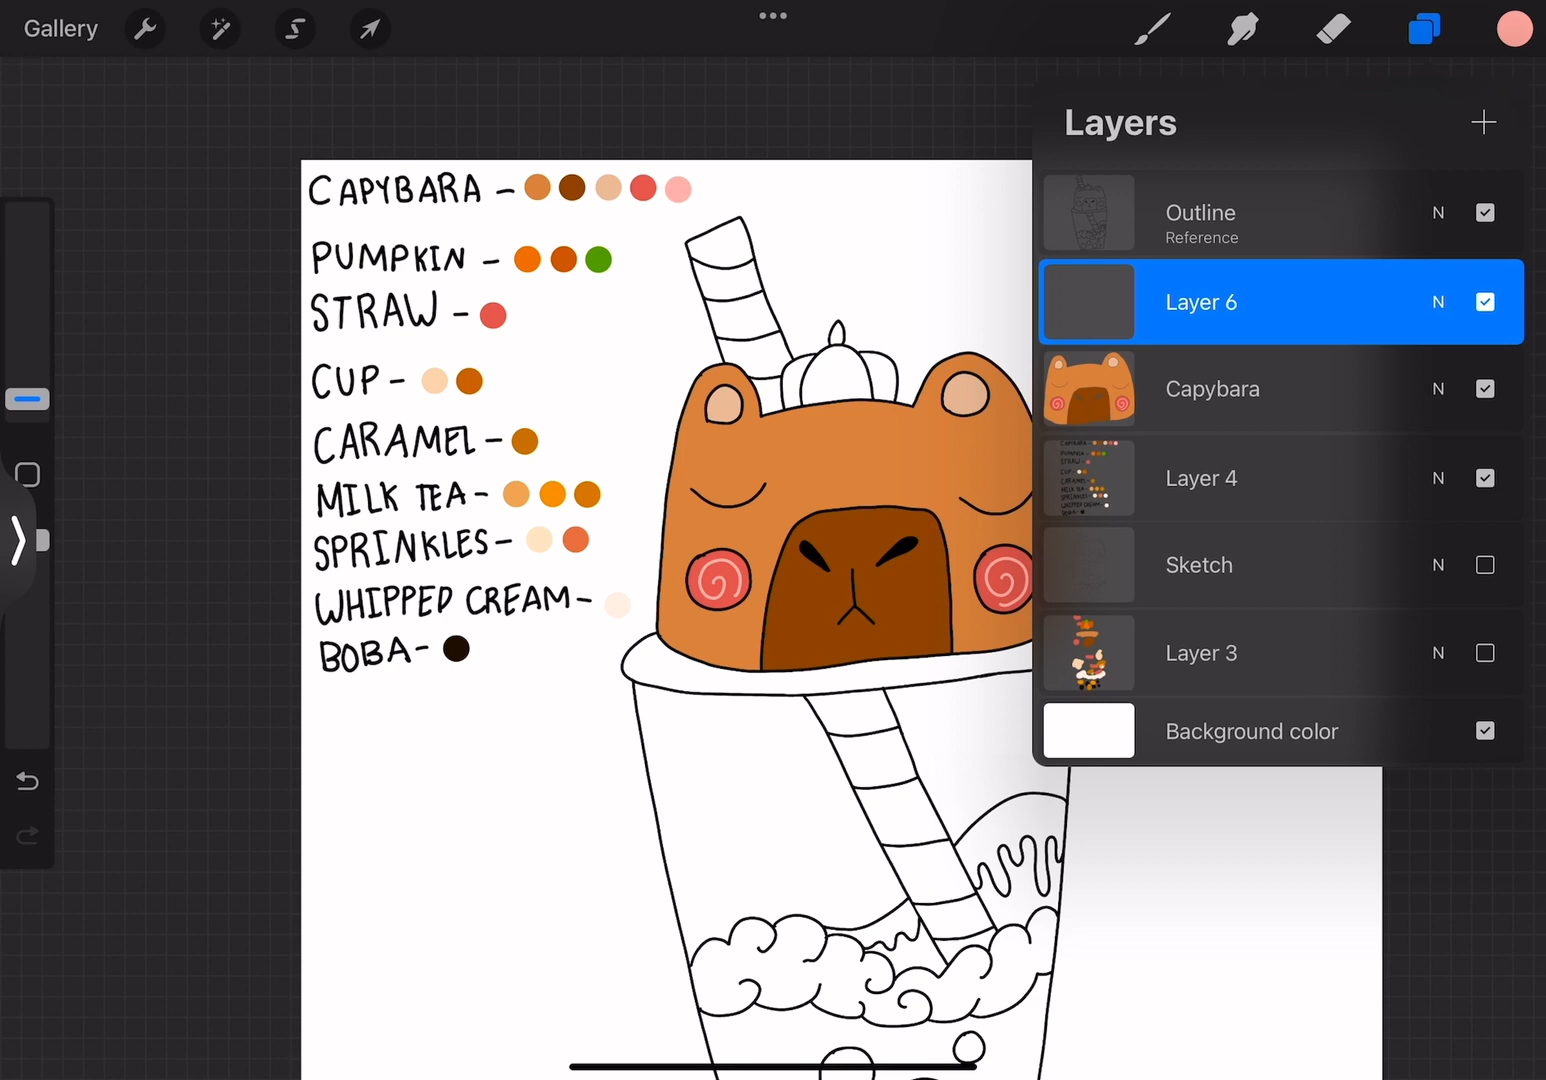 Gallery
Layers
CAPYBARA -
PUMPKIN -
STRAW -
CUP -
CARAMEL -
MILK TEA -
SPRINKLES -
WHIPPED CREAM -
BOBA -
Outline N
Reference
Layer 6 N
Capybara N
Layer 4 N
Sketch N
Layer 3 N
Background color